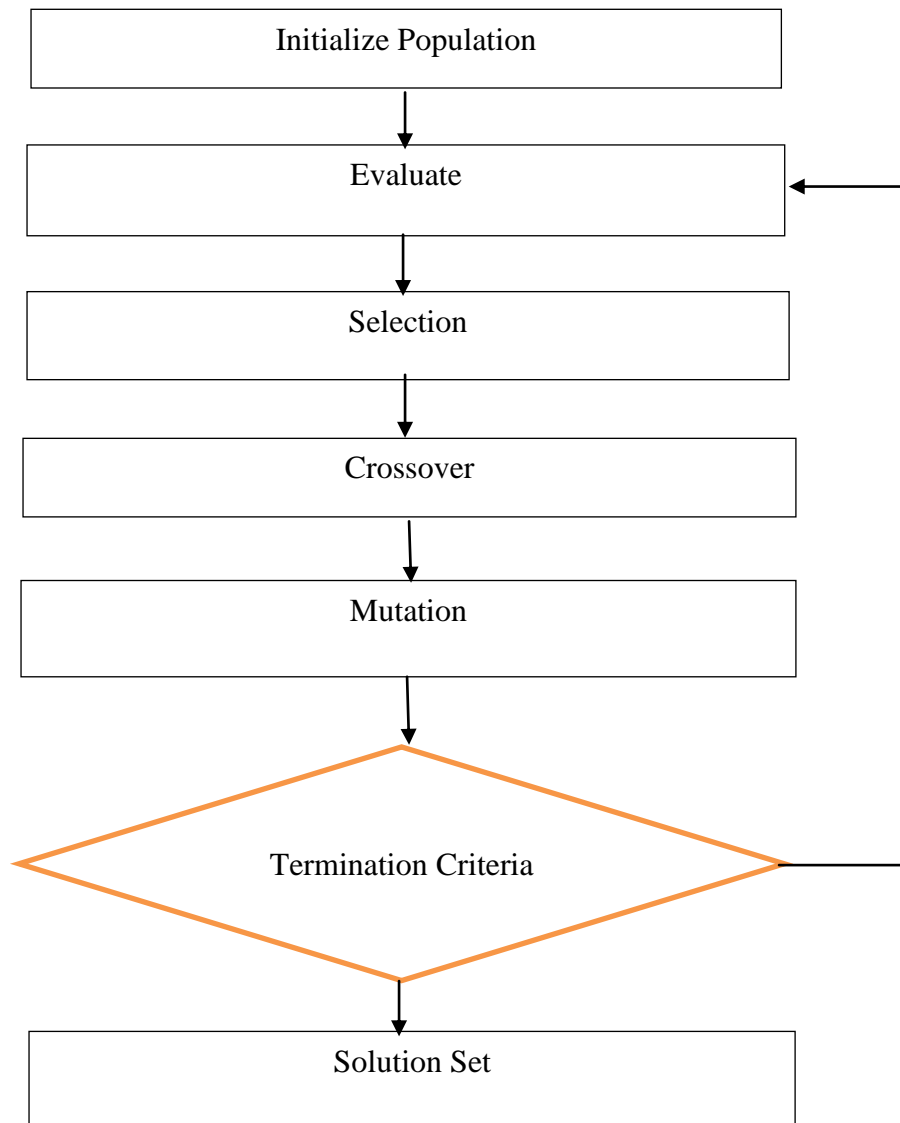 Initialize Population
Evaluate
Selection
Crossover
Mutation
Termination Criteria
Solution Set